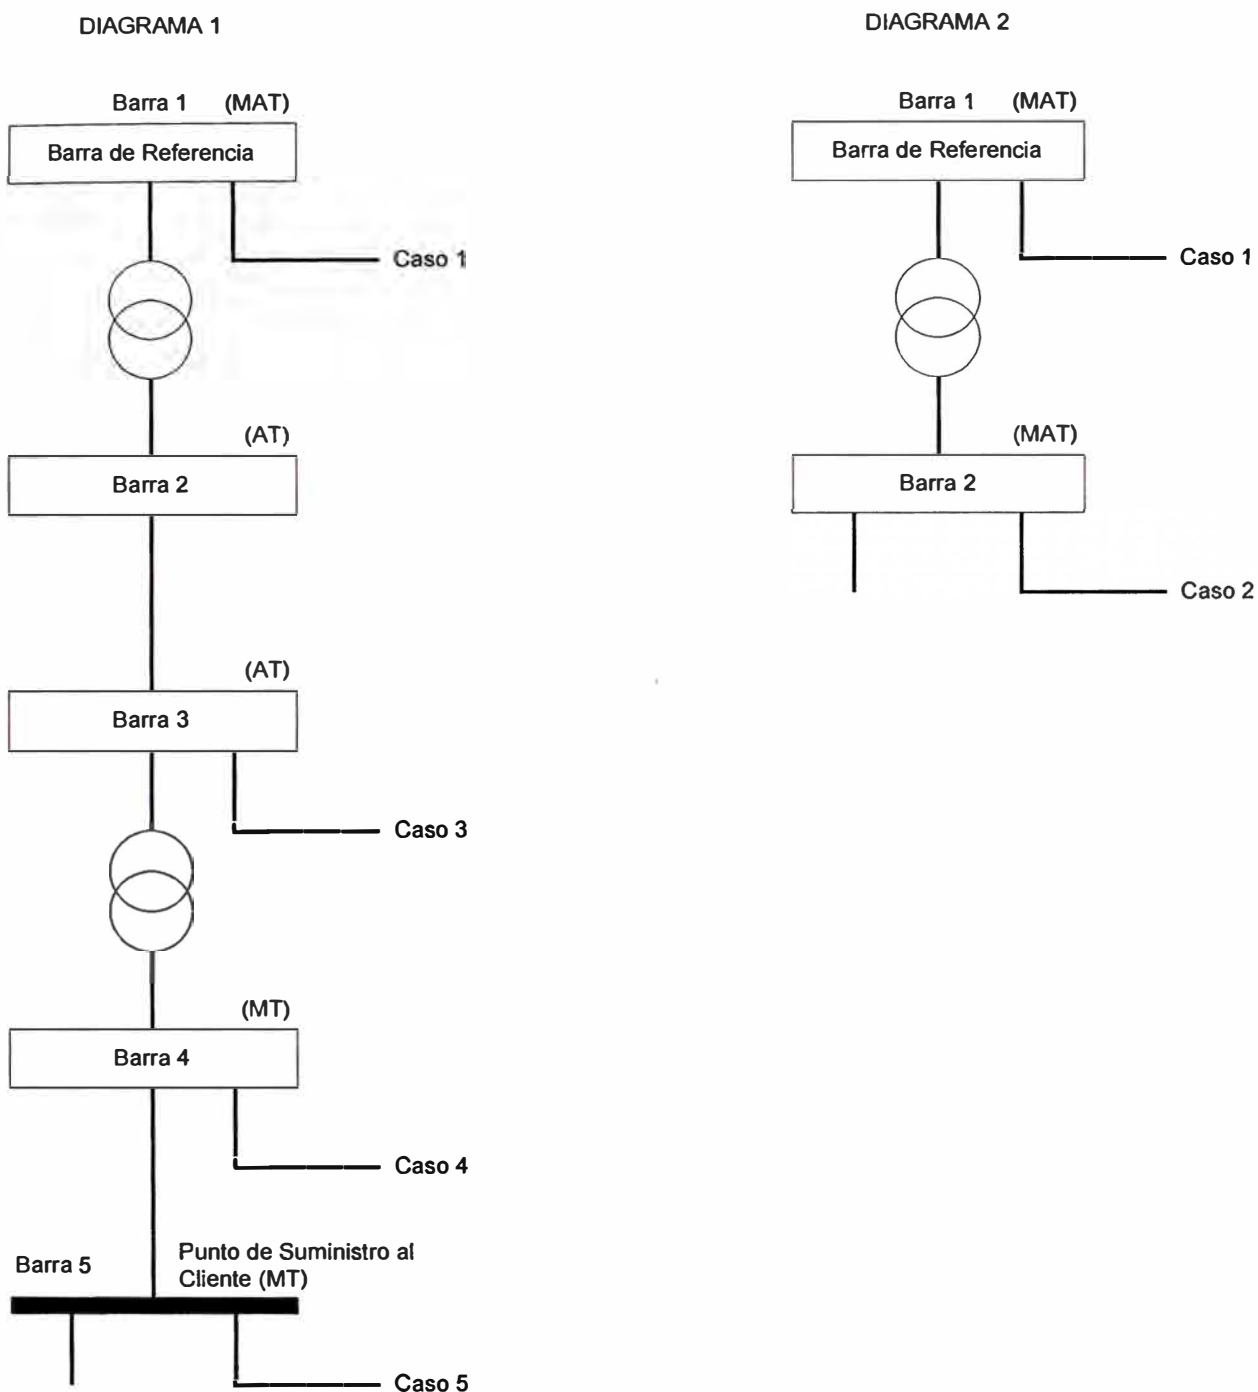 DIAGRAMA 1
Barra 1 (MAT)
Barra de Referencia
Caso 1
(AT)
Barra 2
(AT)
Barra 3
Caso 3
(MT)
Barra 4
Caso 4
Barra 5
Punto de Suministro al
Cliente (MT)
Caso 5
DIAGRAMA 2
Barra 1 (MAT)
Barra de Referencia
Caso 1
(MAT)
Barra 2
Caso 2